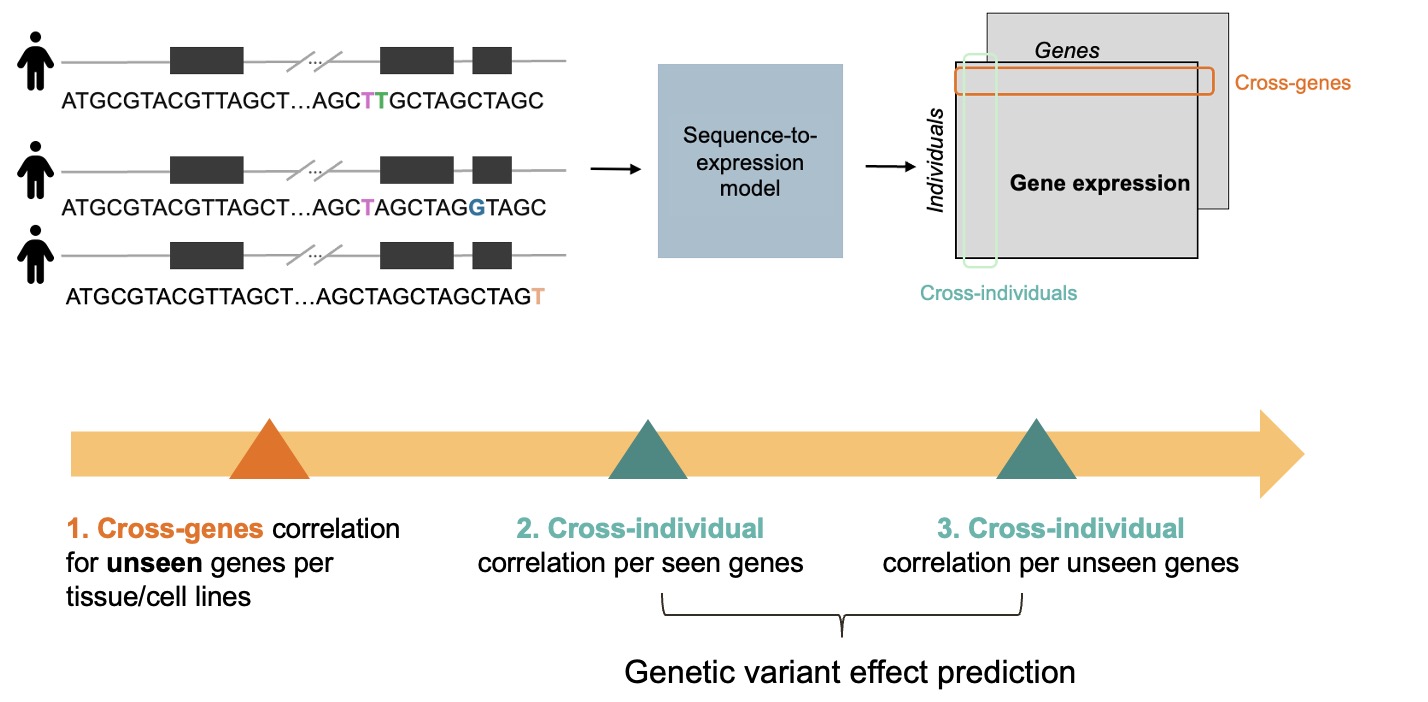 ...
ATGCGTACGTTAGCT...AGCTTGCTAGCTAGC
...
ATGCGTACGTTAGCT...AGCTAGCTAGGTAGC
...
ATGCGTACGTTAGCT...AGCTAGCTAGCTAGT
Sequence-to-
expression
model
Genes
Individuals
Gene expression
Cross-genes
Cross-individuals
1. Cross-genes correlation
for unseen genes per
tissue/cell lines
2. Cross-individual
correlation per seen genes
3. Cross-individual
correlation per unseen genes
Genetic variant effect prediction